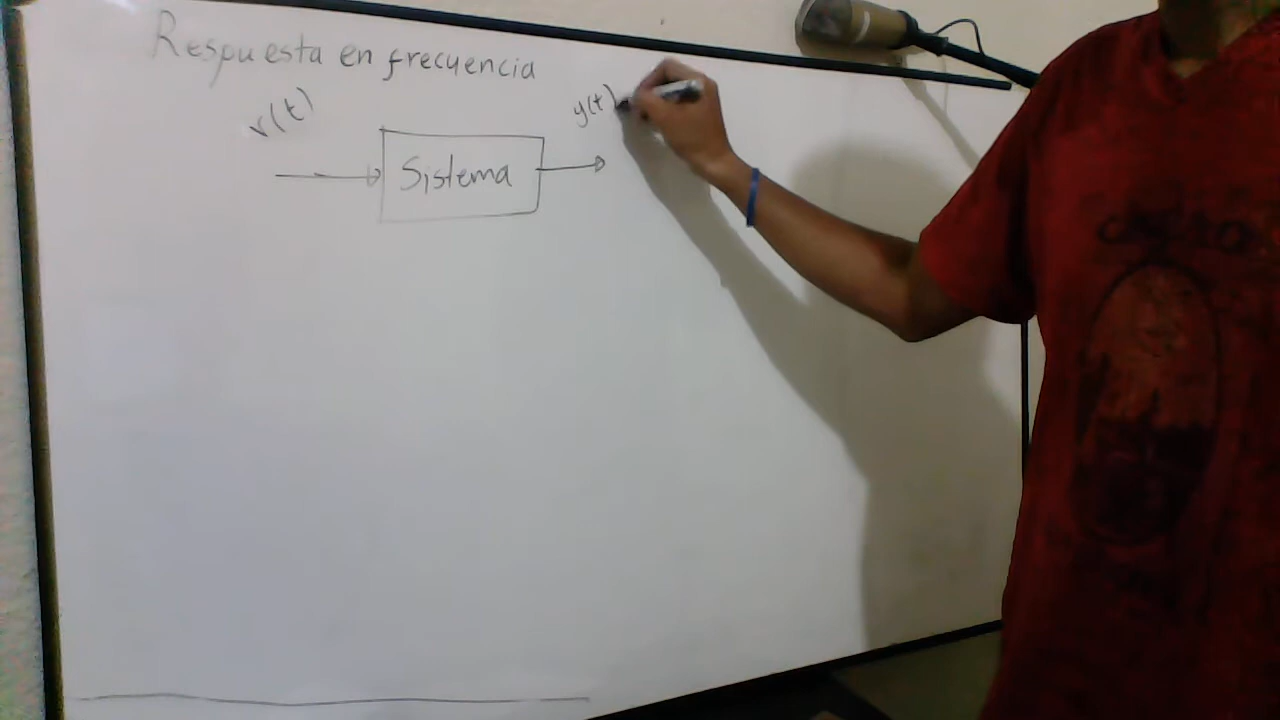 Respuesta en frecuencia
r(t)
y(t)
Sistema